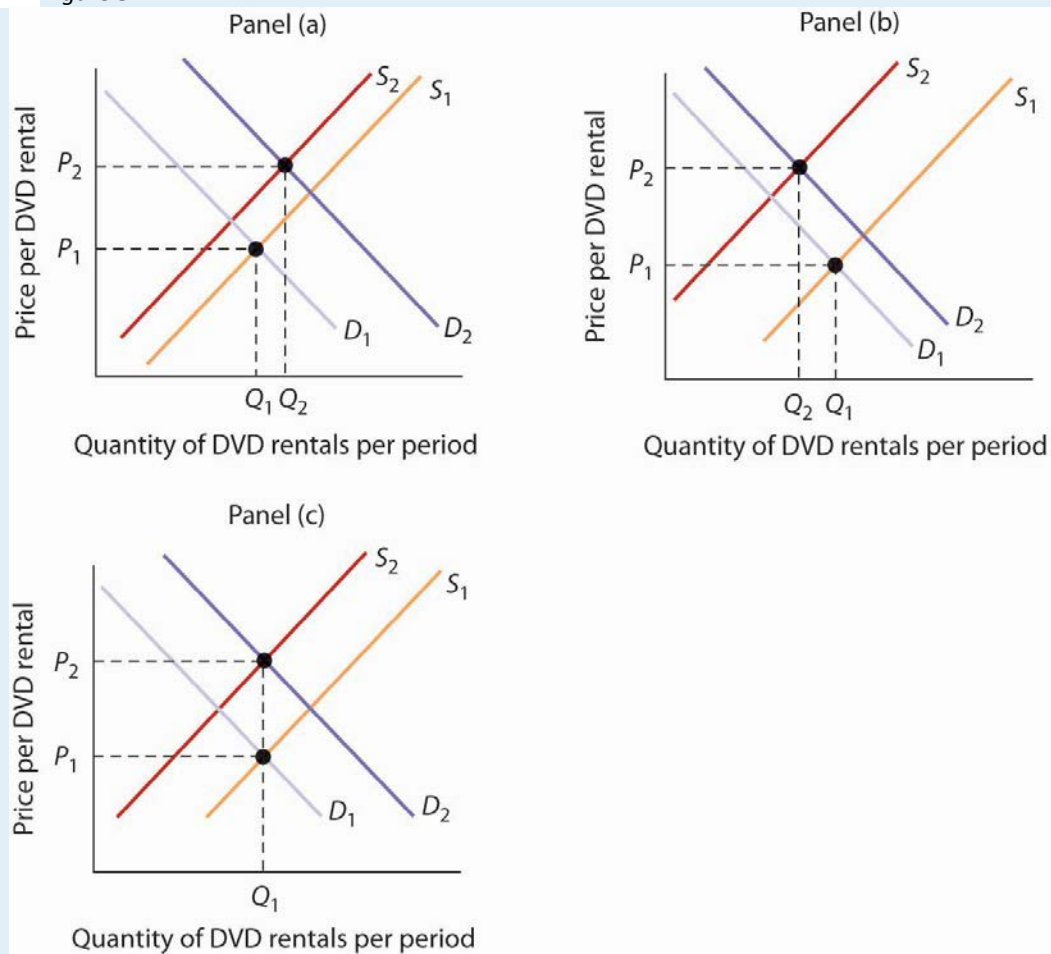 Panel (a)
S2
S1
Price per DVD rental
P2
P1
D1
D2
Q1 Q2
Quantity of DVD rentals per period
Panel (b)
S2
S1
Price per DVD rental
P2
P1
D2
D1
Q2 Q1
Quantity of DVD rentals per period
Panel (c)
S2
S1
Price per DVD rental
P2
P1
D1
D2
Q1
Quantity of DVD rentals per period